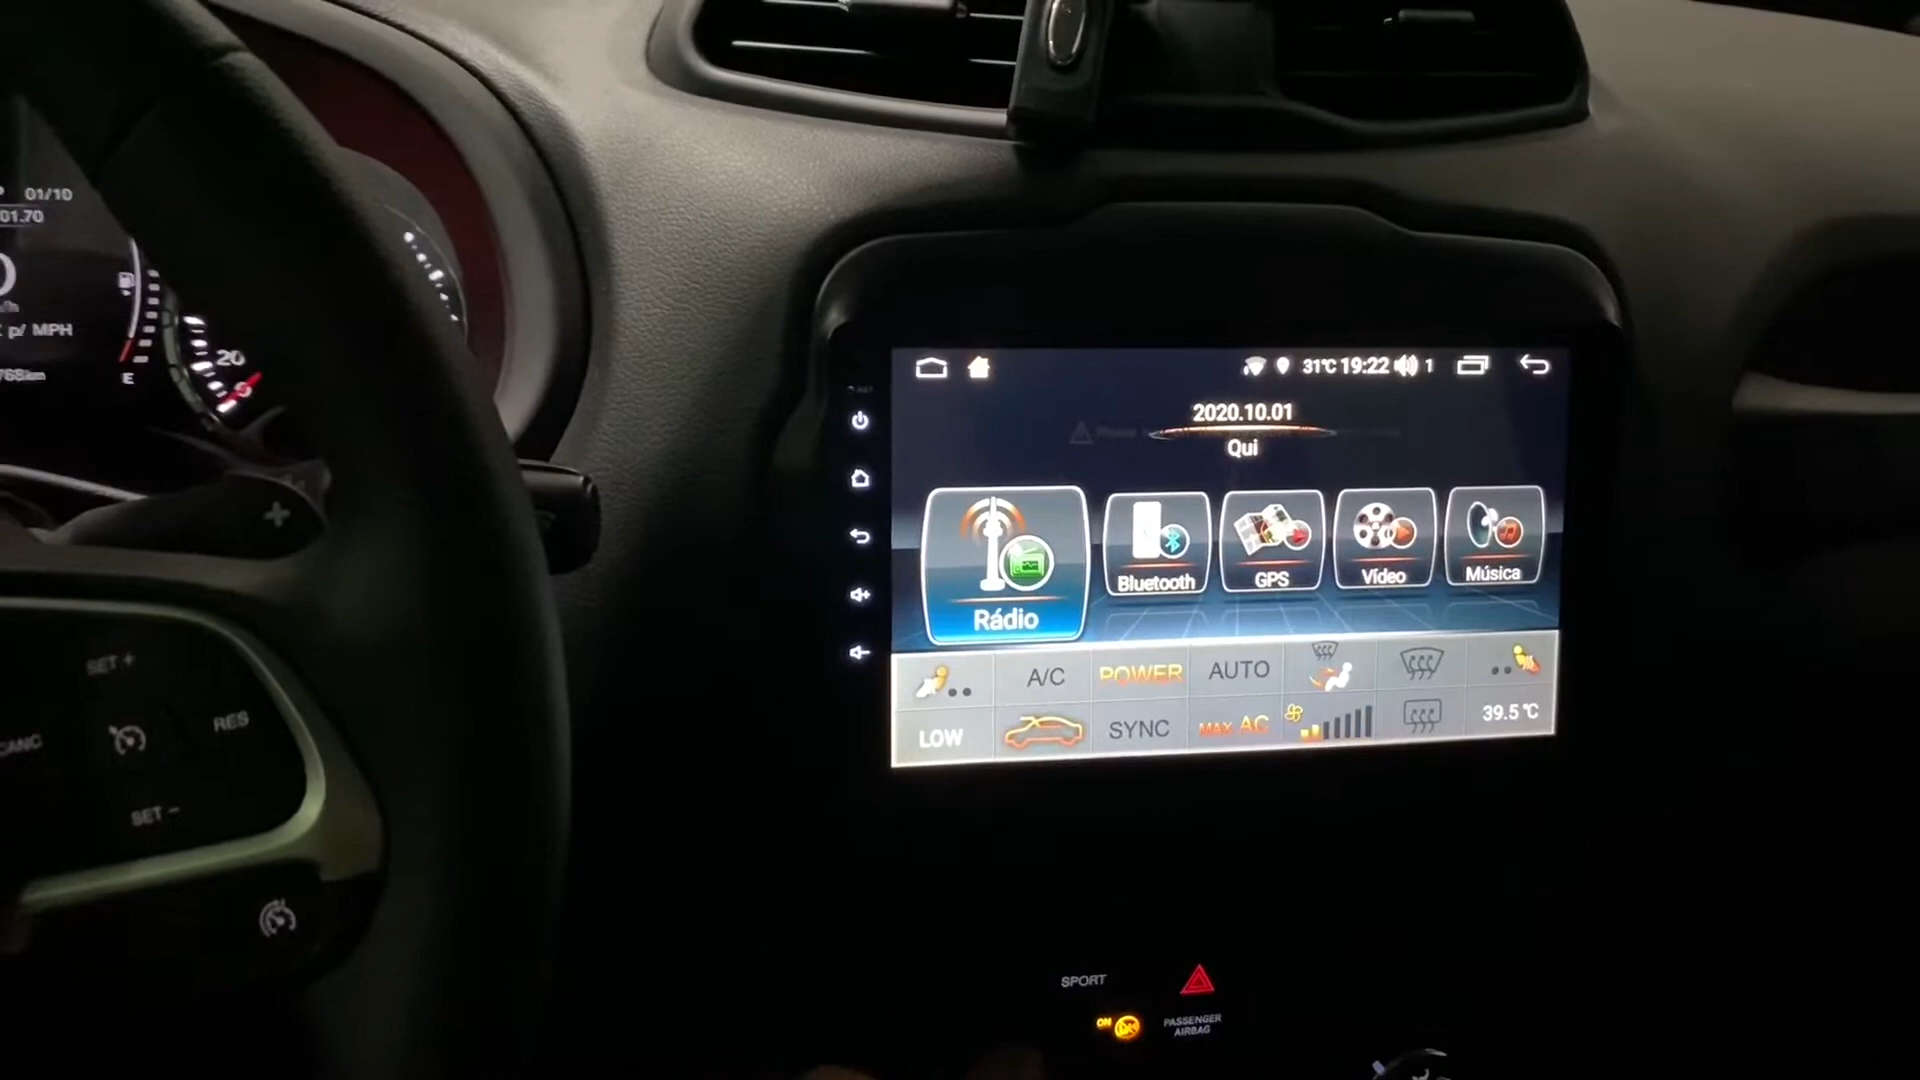 01/10
01.70
p/ MPH
768km
E
20
SET +
RES
CANC
SET –
31°C 19:22 1
2020.10.01
Qui
Rádio
Bluetooth
GPS
Vídeo
Música
A/C POWER AUTO
LOW SYNC MAX AC 39.5°C
SPORT
ON
PASSENGER
AIRBAG